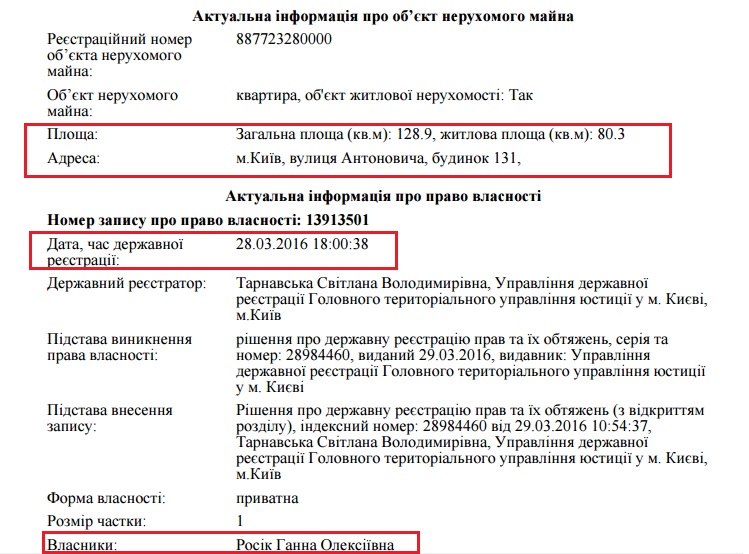 Актуальна інформація про об’єкт нерухомого майна
Реєстраційний номер 887723280000
об’єкта нерухомого
майна:
Об’єкт нерухомого квартира, об'єкт житлової нерухомості: Так
майна:
Площа: Загальна площа (кв.м): 128.9, житлова площа (кв.м): 80.3
Адреса: м.Київ, вулиця Антоновича, будинок 131,
Актуальна інформація про право власності
Номер запису про право власності: 13913501
Дата, час державної 28.03.2016 18:00:38
реєстрації:
Державний реєстратор: Тарнавська Світлана Володимирівна, Управління державної
реєстрації Головного територіального управління юстиції у м. Києві,
м.Київ
Підстава виникнення рішення про державну реєстрацію прав та їх обтяжень, серія та
права власності: номер: 28984460, виданий 29.03.2016, видавник: Управління
державної реєстрації Головного територіального управління юстиції
у м. Києві
Підстава внесення Рішення про державну реєстрацію прав та їх обтяжень (з відкриттям
запису: розділу), індексний номер: 28984460 від 29.03.2016 10:54:37,
Тарнавська Світлана Володимирівна, Управління державної
реєстрації Головного територіального управління юстиції у м. Києві,
м.Київ
Форма власності: приватна
Розмір частки: 1
Власники: Росік Ганна Олексіївна